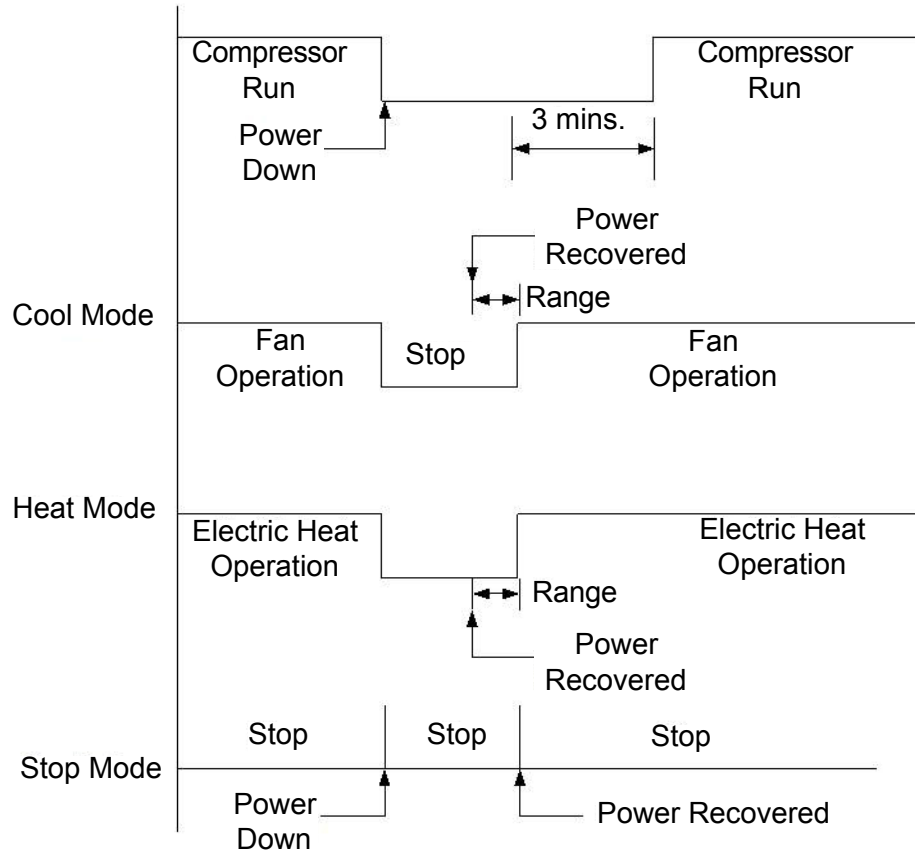 Compressor
Run
Compressor
Run
Power
Down
3 mins.
Power
Recovered
Range
Cool Mode
Fan
Operation
Stop
Fan
Operation
Heat Mode
Electric Heat
Operation
Electric Heat
Operation
Range
Power
Recovered
Stop
Stop
Stop
Stop Mode
Power
Down
Power Recovered